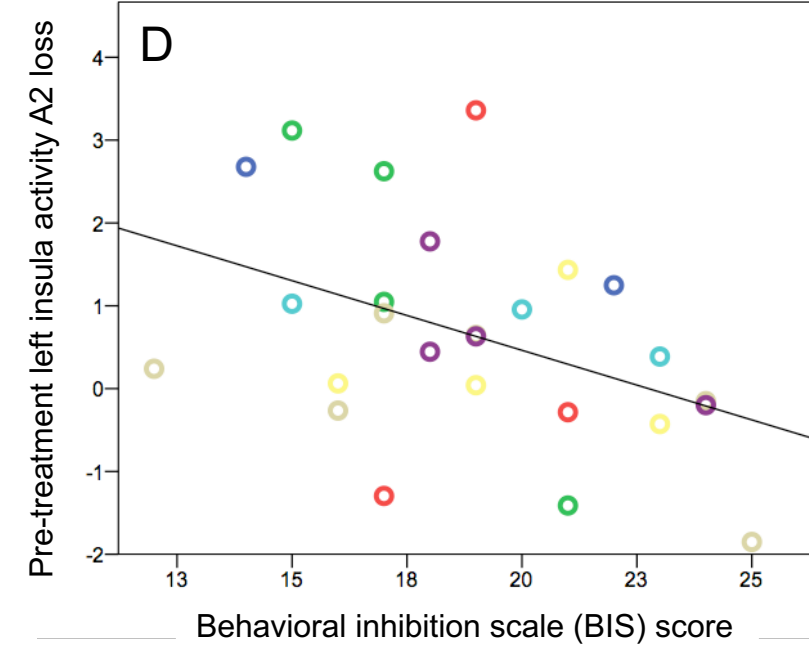 D
Pre-treatment left insula activity A2 loss
4
3
2
1
0
-1
-2
13 15 18 20 23 25
Behavioral inhibition scale (BIS) score